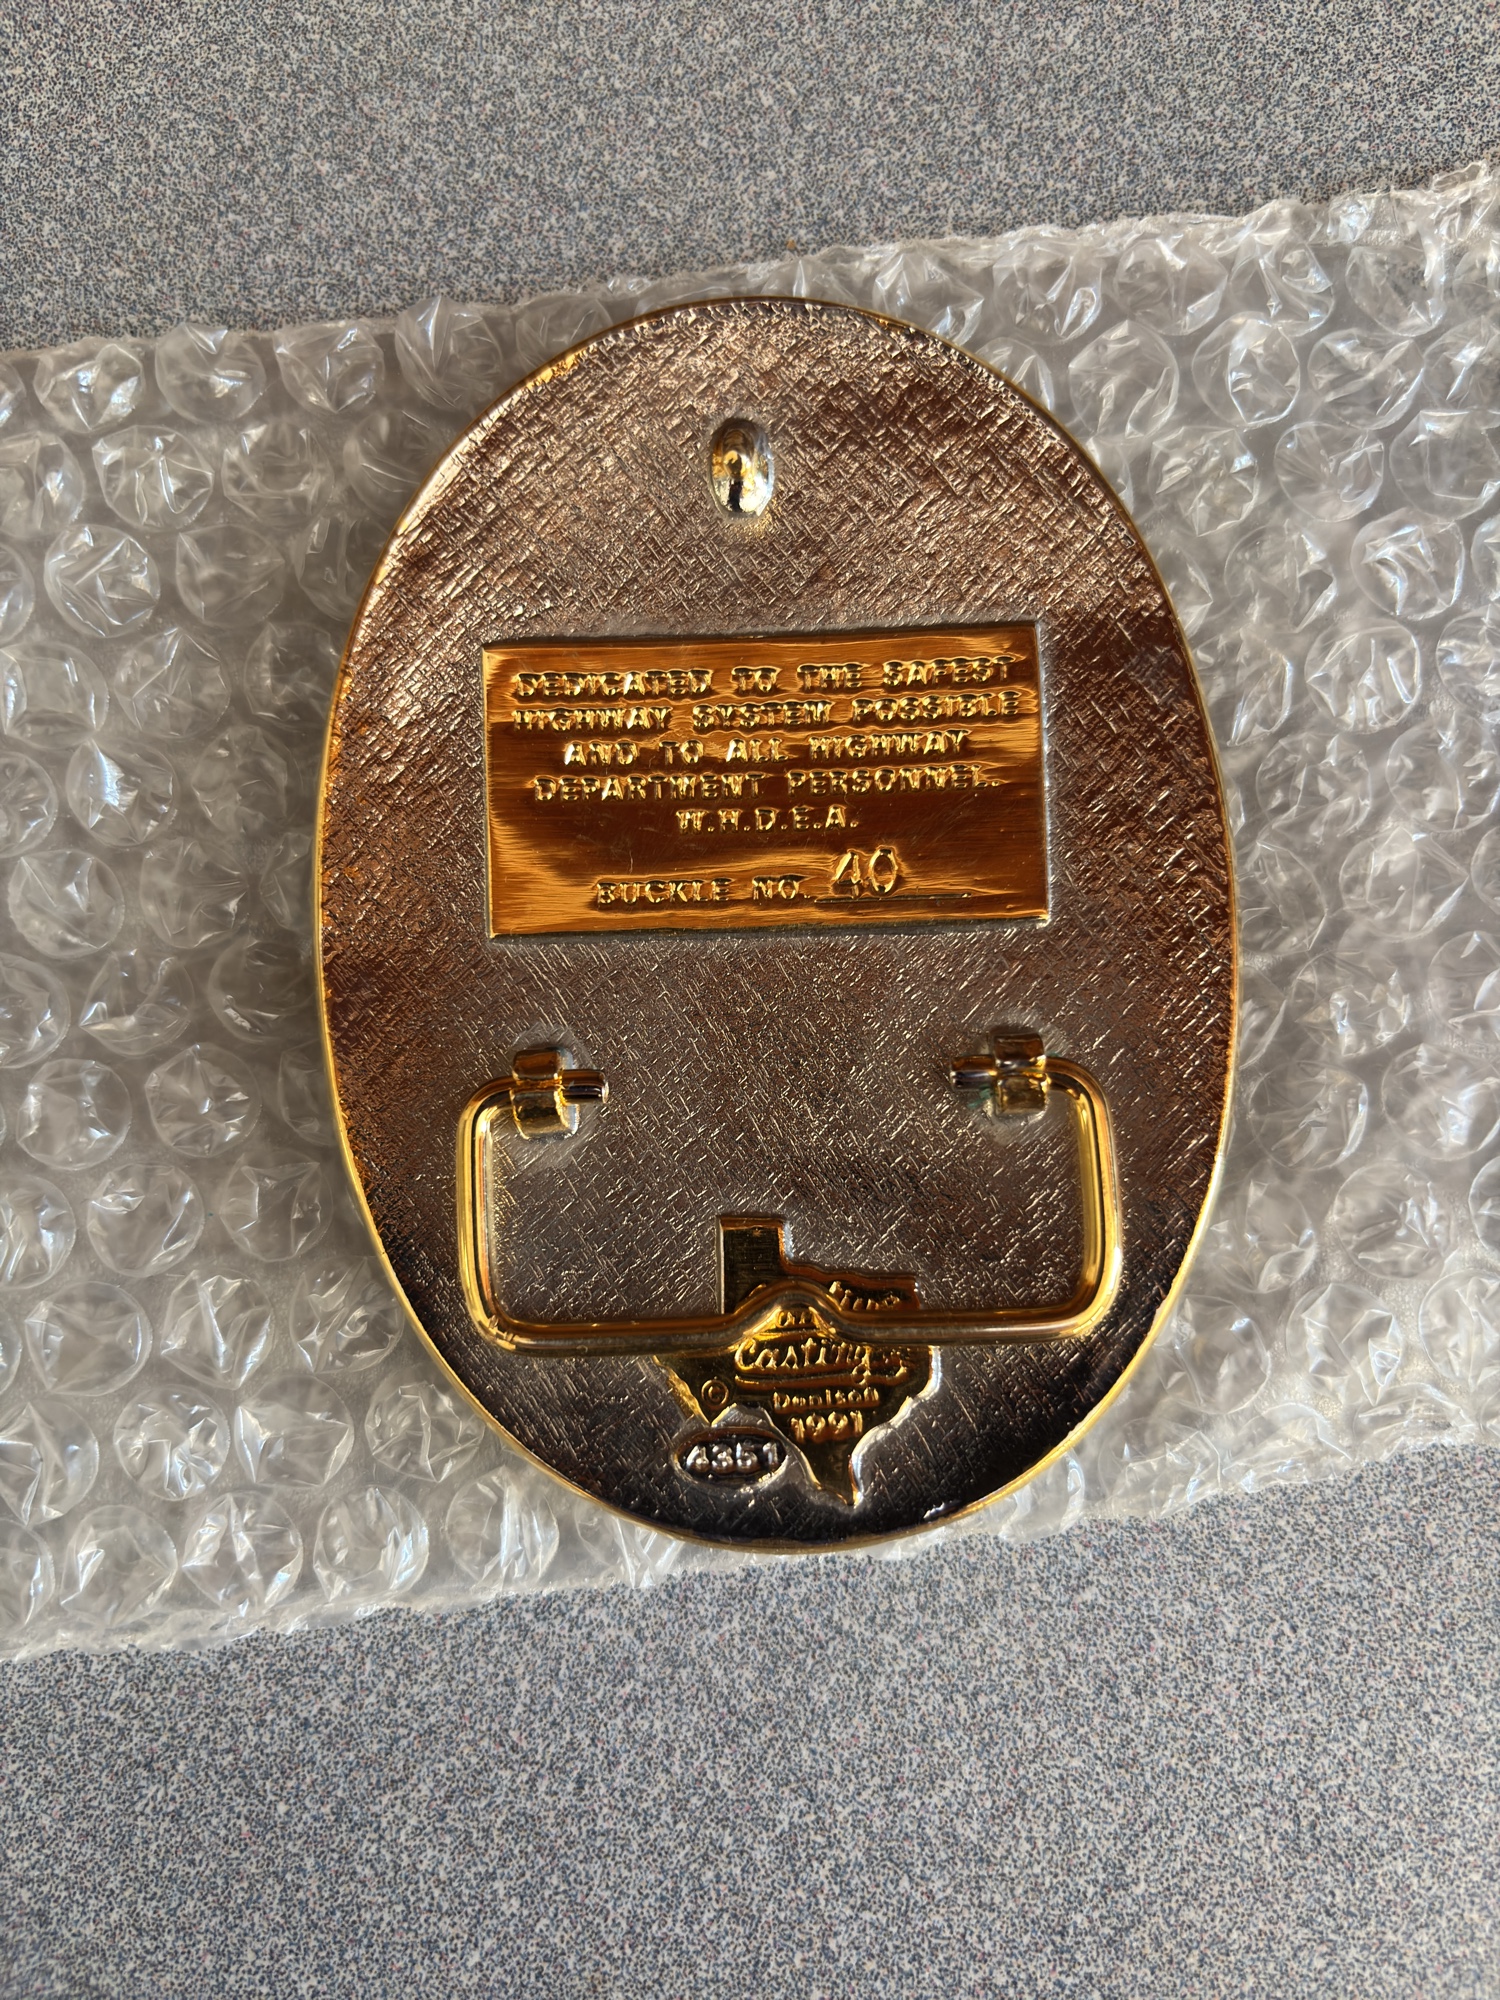 DEDICATED TO THE SAFEST
HIGHWAY SYSTEM POSSIBLE
AND TO ALL HIGHWAY
DEPARTMENT PERSONNEL.
W.H.D.E.A.
BUCKLE NO. 40
Casting
© Denison
1991
4351